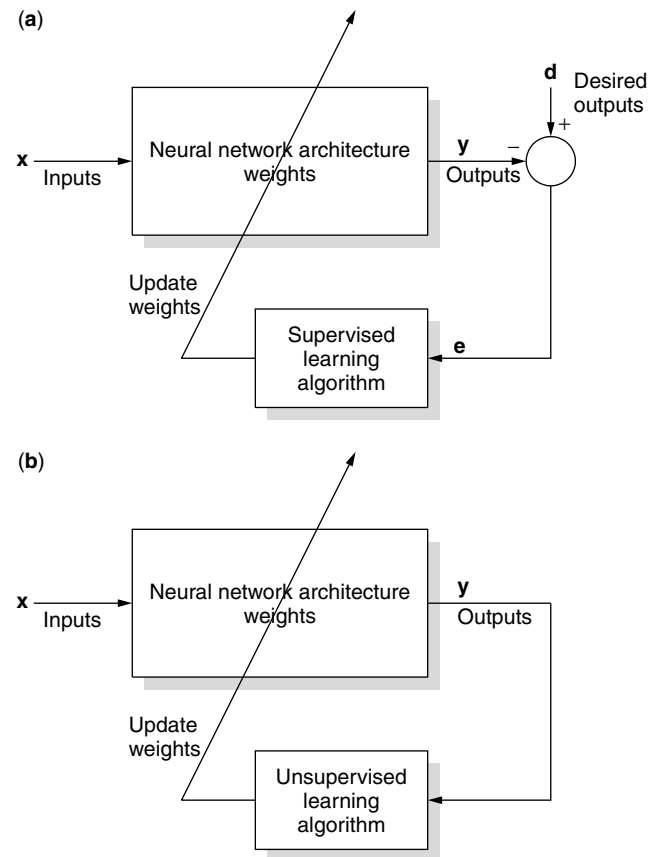 (a)
d
Desired
outputs
+
−
x
Inputs
Neural network architecture
weights
y
Outputs
Update
weights
Supervised
learning
algorithm
e
(b)
x
Inputs
Neural network architecture
weights
y
Outputs
Update
weights
Unsupervised
learning
algorithm